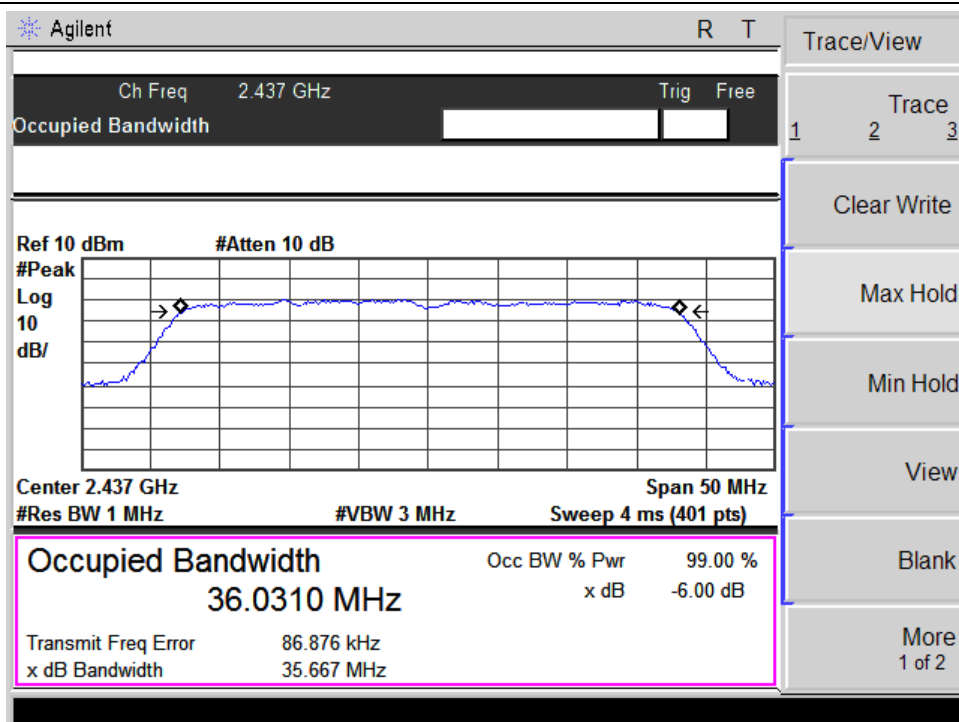 Agilent R T
Trace/View
Ch Freq 2.437 GHz Trig Free
Occupied Bandwidth
Trace
1 2 3
Clear Write
Ref 10 dBm #Atten 10 dB
#Peak
Log
10
dB/
Max Hold
Min Hold
View
Center 2.437 GHz Span 50 MHz
#Res BW 1 MHz #VBW 3 MHz Sweep 4 ms (401 pts)
Occupied Bandwidth
36.0310 MHz
Occ BW % Pwr 99.00 %
x dB -6.00 dB
Transmit Freq Error 86.876 kHz
x dB Bandwidth 35.667 MHz
Blank
More
1 of 2